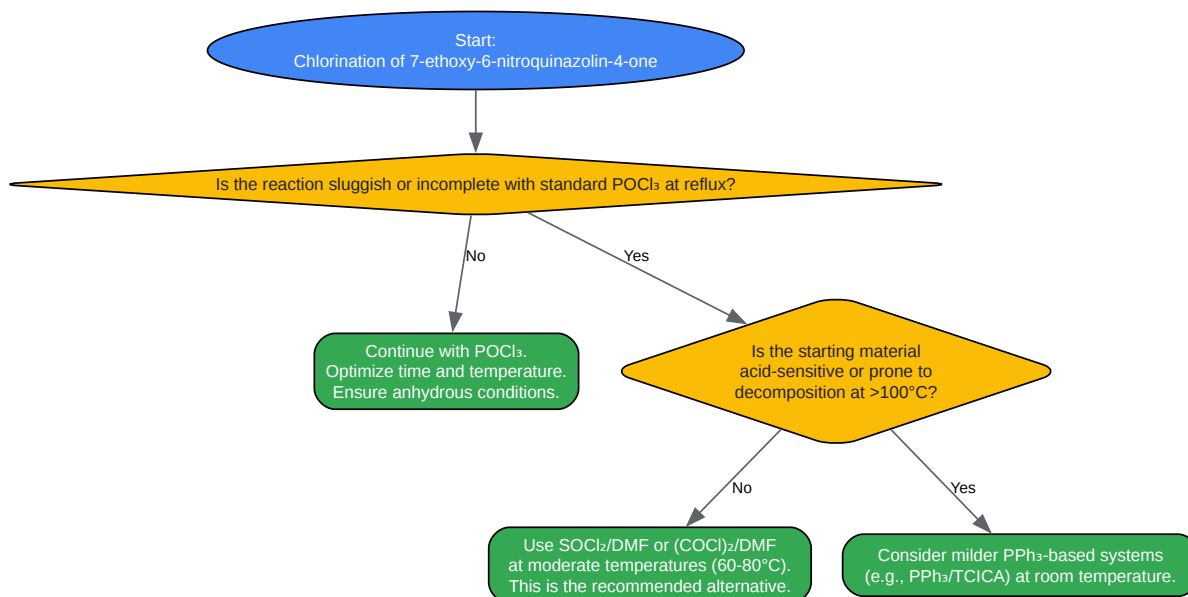 Start:
Chlorination of 7-ethoxy-6-nitroquinazolin-4-one
Is the reaction sluggish or incomplete with standard POCl₃ at reflux?
No
Yes
Continue with POCl₃.
Optimize time and temperature.
Ensure anhydrous conditions.
Is the starting material
acid-sensitive or prone to
decomposition at >100°C?
No
Yes
Use SOCl₂/DMF or (COCl)₂/DMF
at moderate temperatures (60-80°C).
This is the recommended alternative.
Consider milder PPh₃-based systems
(e.g., PPh₃/TCICA) at room temperature.